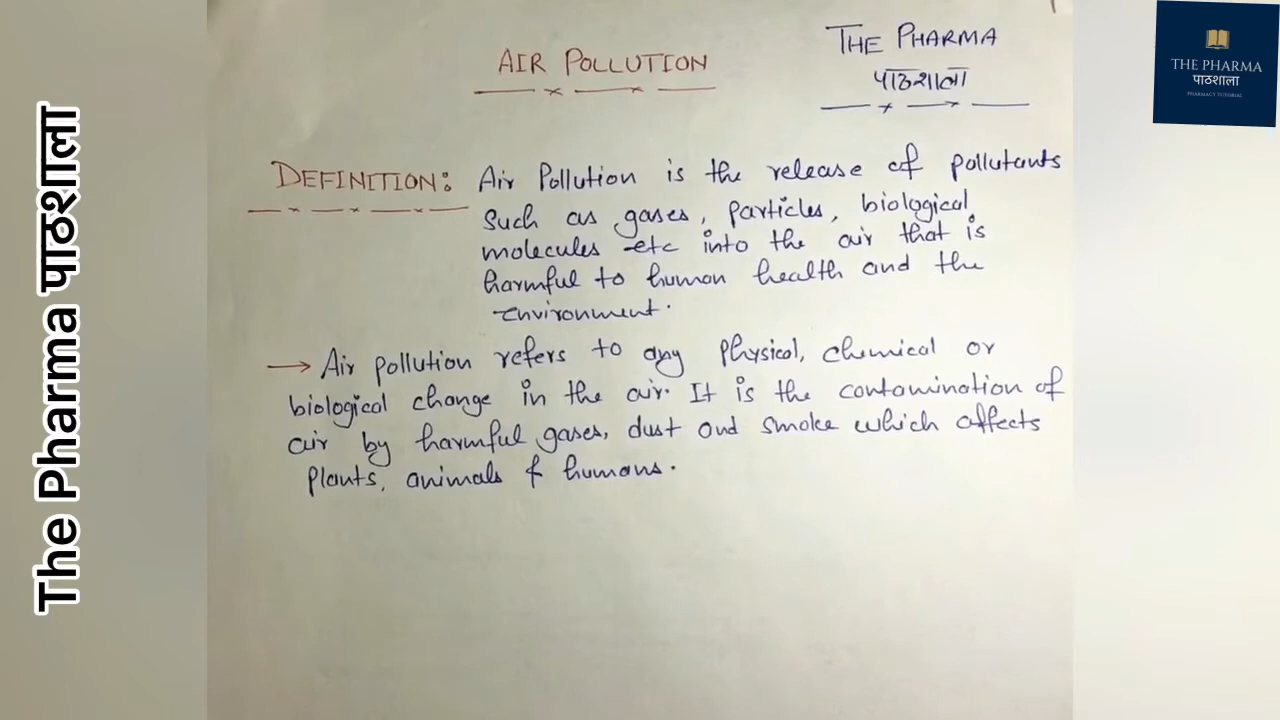 The Pharma पाठशाला
AIR POLLUTION
THE PHARMA
पाठशाला
THE PHARMA
पाठशाला
PHARMACY TUTORIAL
DEFINITION: Air Pollution is the release of pollutants
such as gases, particles, biological
molecules etc into the air that is
harmful to human health and the
environment.
→ Air pollution refers to any physical, chemical or
biological change in the air. It is the contamination of
air by harmful gases, dust and smoke which affects
plants, animals & humans.